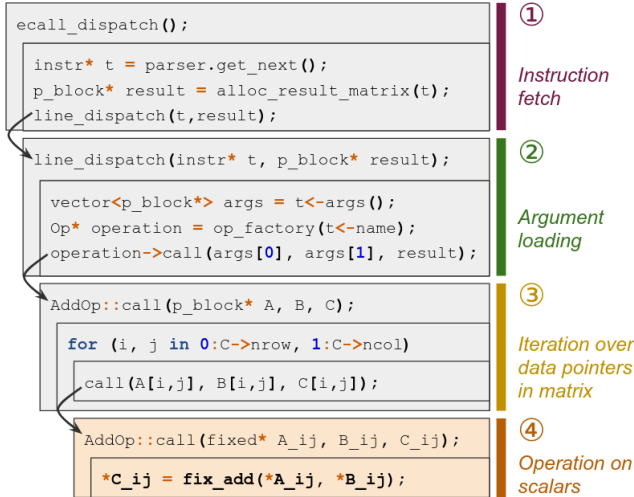 ecall_dispatch();
instr* t = parser.get_next();
p_block* result = alloc_result_matrix(t);
line_dispatch(t,result);
①
Instruction
fetch
line_dispatch(instr* t, p_block* result);
vector<p_block*> args = t<-args();
Op* operation = op_factory(t<-name);
operation->call(args[0], args[1], result);
②
Argument
loading
AddOp::call(p_block* A, B, C);
for (i, j in 0:C->nrow, 1:C->ncol)
call(A[i,j], B[i,j], C[i,j]);
③
Iteration over
data pointers
in matrix
AddOp::call(fixed* A_ij, B_ij, C_ij);
*C_ij = fix_add(*A_ij, *B_ij);
④
Operation on
scalars